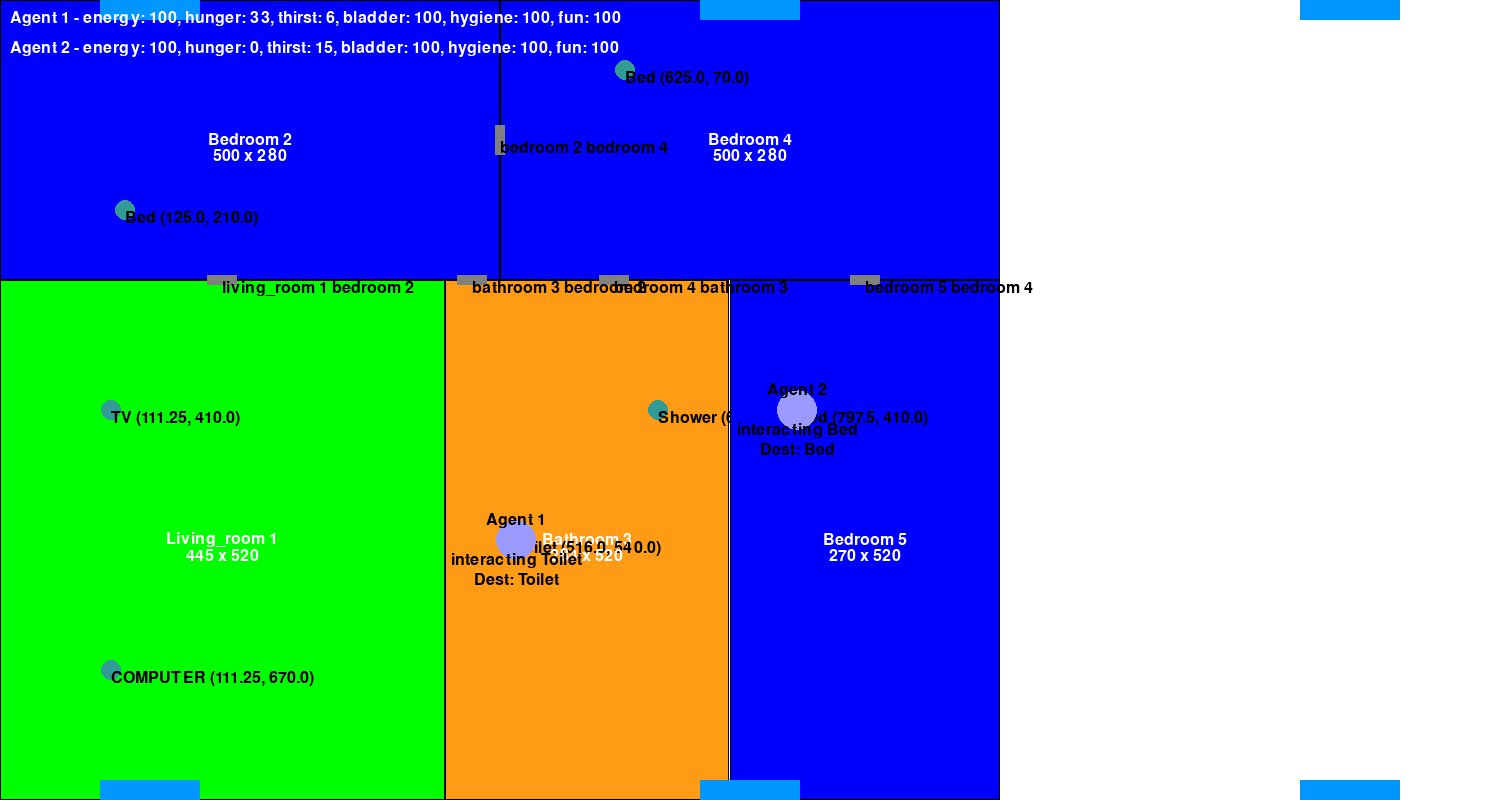 Agent 1 - energy: 100, hunger: 33, thirst: 6, bladder: 100, hygiene: 100, fun: 100
Agent 2 - energy: 100, hunger: 0, thirst: 15, bladder: 100, hygiene: 100, fun: 100
Bed (625.0, 70.0)
Bedroom 2
500 x 280
bedroom 2 bedroom 4
Bedroom 4
500 x 280
Bed (125.0, 210.0)
living_room 1 bedroom 2
bathroom 3 bedroom 2
bedroom 4 bathroom 3
bedroom 5 bedroom 4
Agent 2
TV (111.25, 410.0)
Shower (6
d (797.5, 410.0)
interacting Bed
Dest: Bed
Agent 1
Living_room 1
445 x 520
Bathroom 3
x 520
ilet (516.0, 540.0)
Bedroom 5
270 x 520
interacting Toilet
Dest: Toilet
COMPUTER (111.25, 670.0)